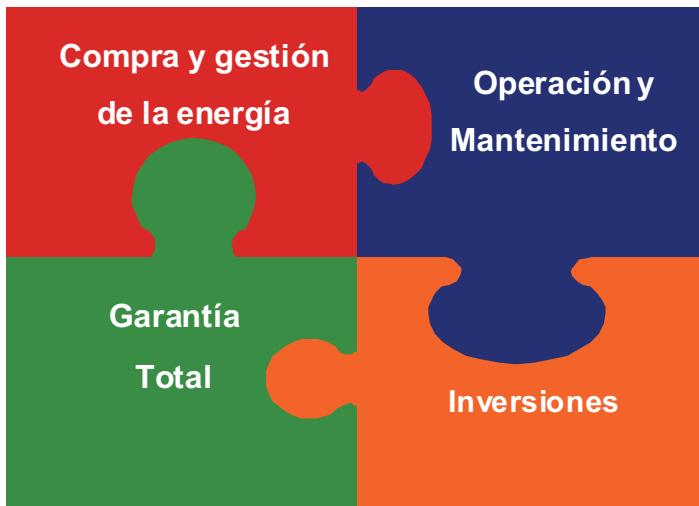 Compra y gestión
de la energía
Operación y
Mantenimiento
Garantía
Total
Inversiones